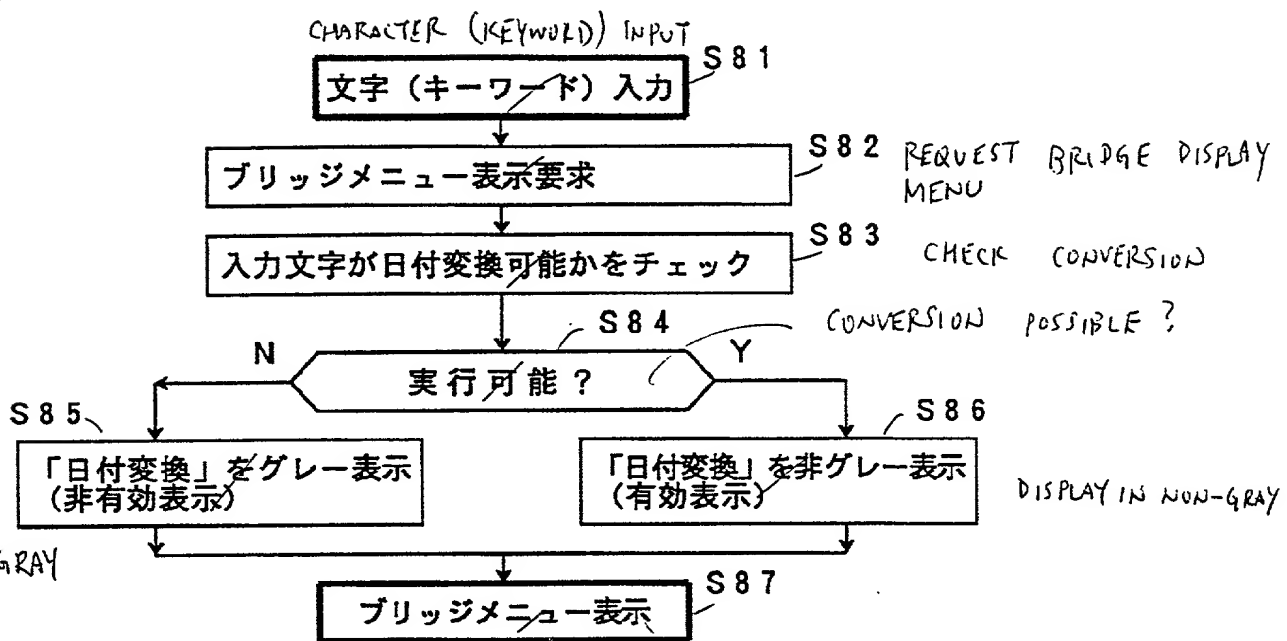 CHARACTER (KEYWORD) INPUT
S81
文字（キーワード）入力
S82 REQUEST BRIDGE DISPLAY
MENU
ブリッジメニュー表示要求
S83 CHECK CONVERSION
入力文字が日付変換可能かをチェック
S84 CONVERSION POSSIBLE ?
N
実行可能？
Y
S85
「日付変換」をグレー表示
(非有効表示)
S86
「日付変換」を非グレー表示
(有効表示)
DISPLAY IN NON-GRAY
GRAY
S87
ブリッジメニュー表示